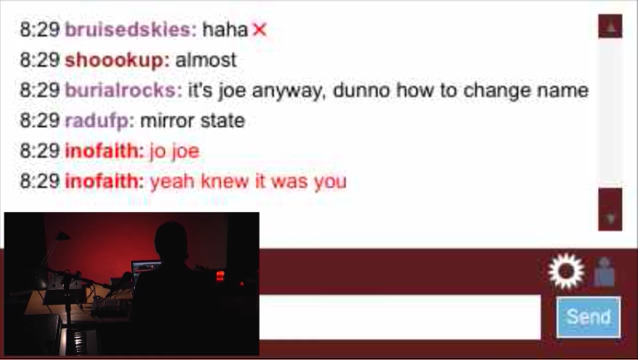 8:29 bruisedskies: haha
8:29 shoookup: almost
8:29 burialrocks: it's joe anyway, dunno how to change name
8:29 radufp: mirror state
8:29 inofaith: jo joe
8:29 inofaith: yeah knew it was you
Send